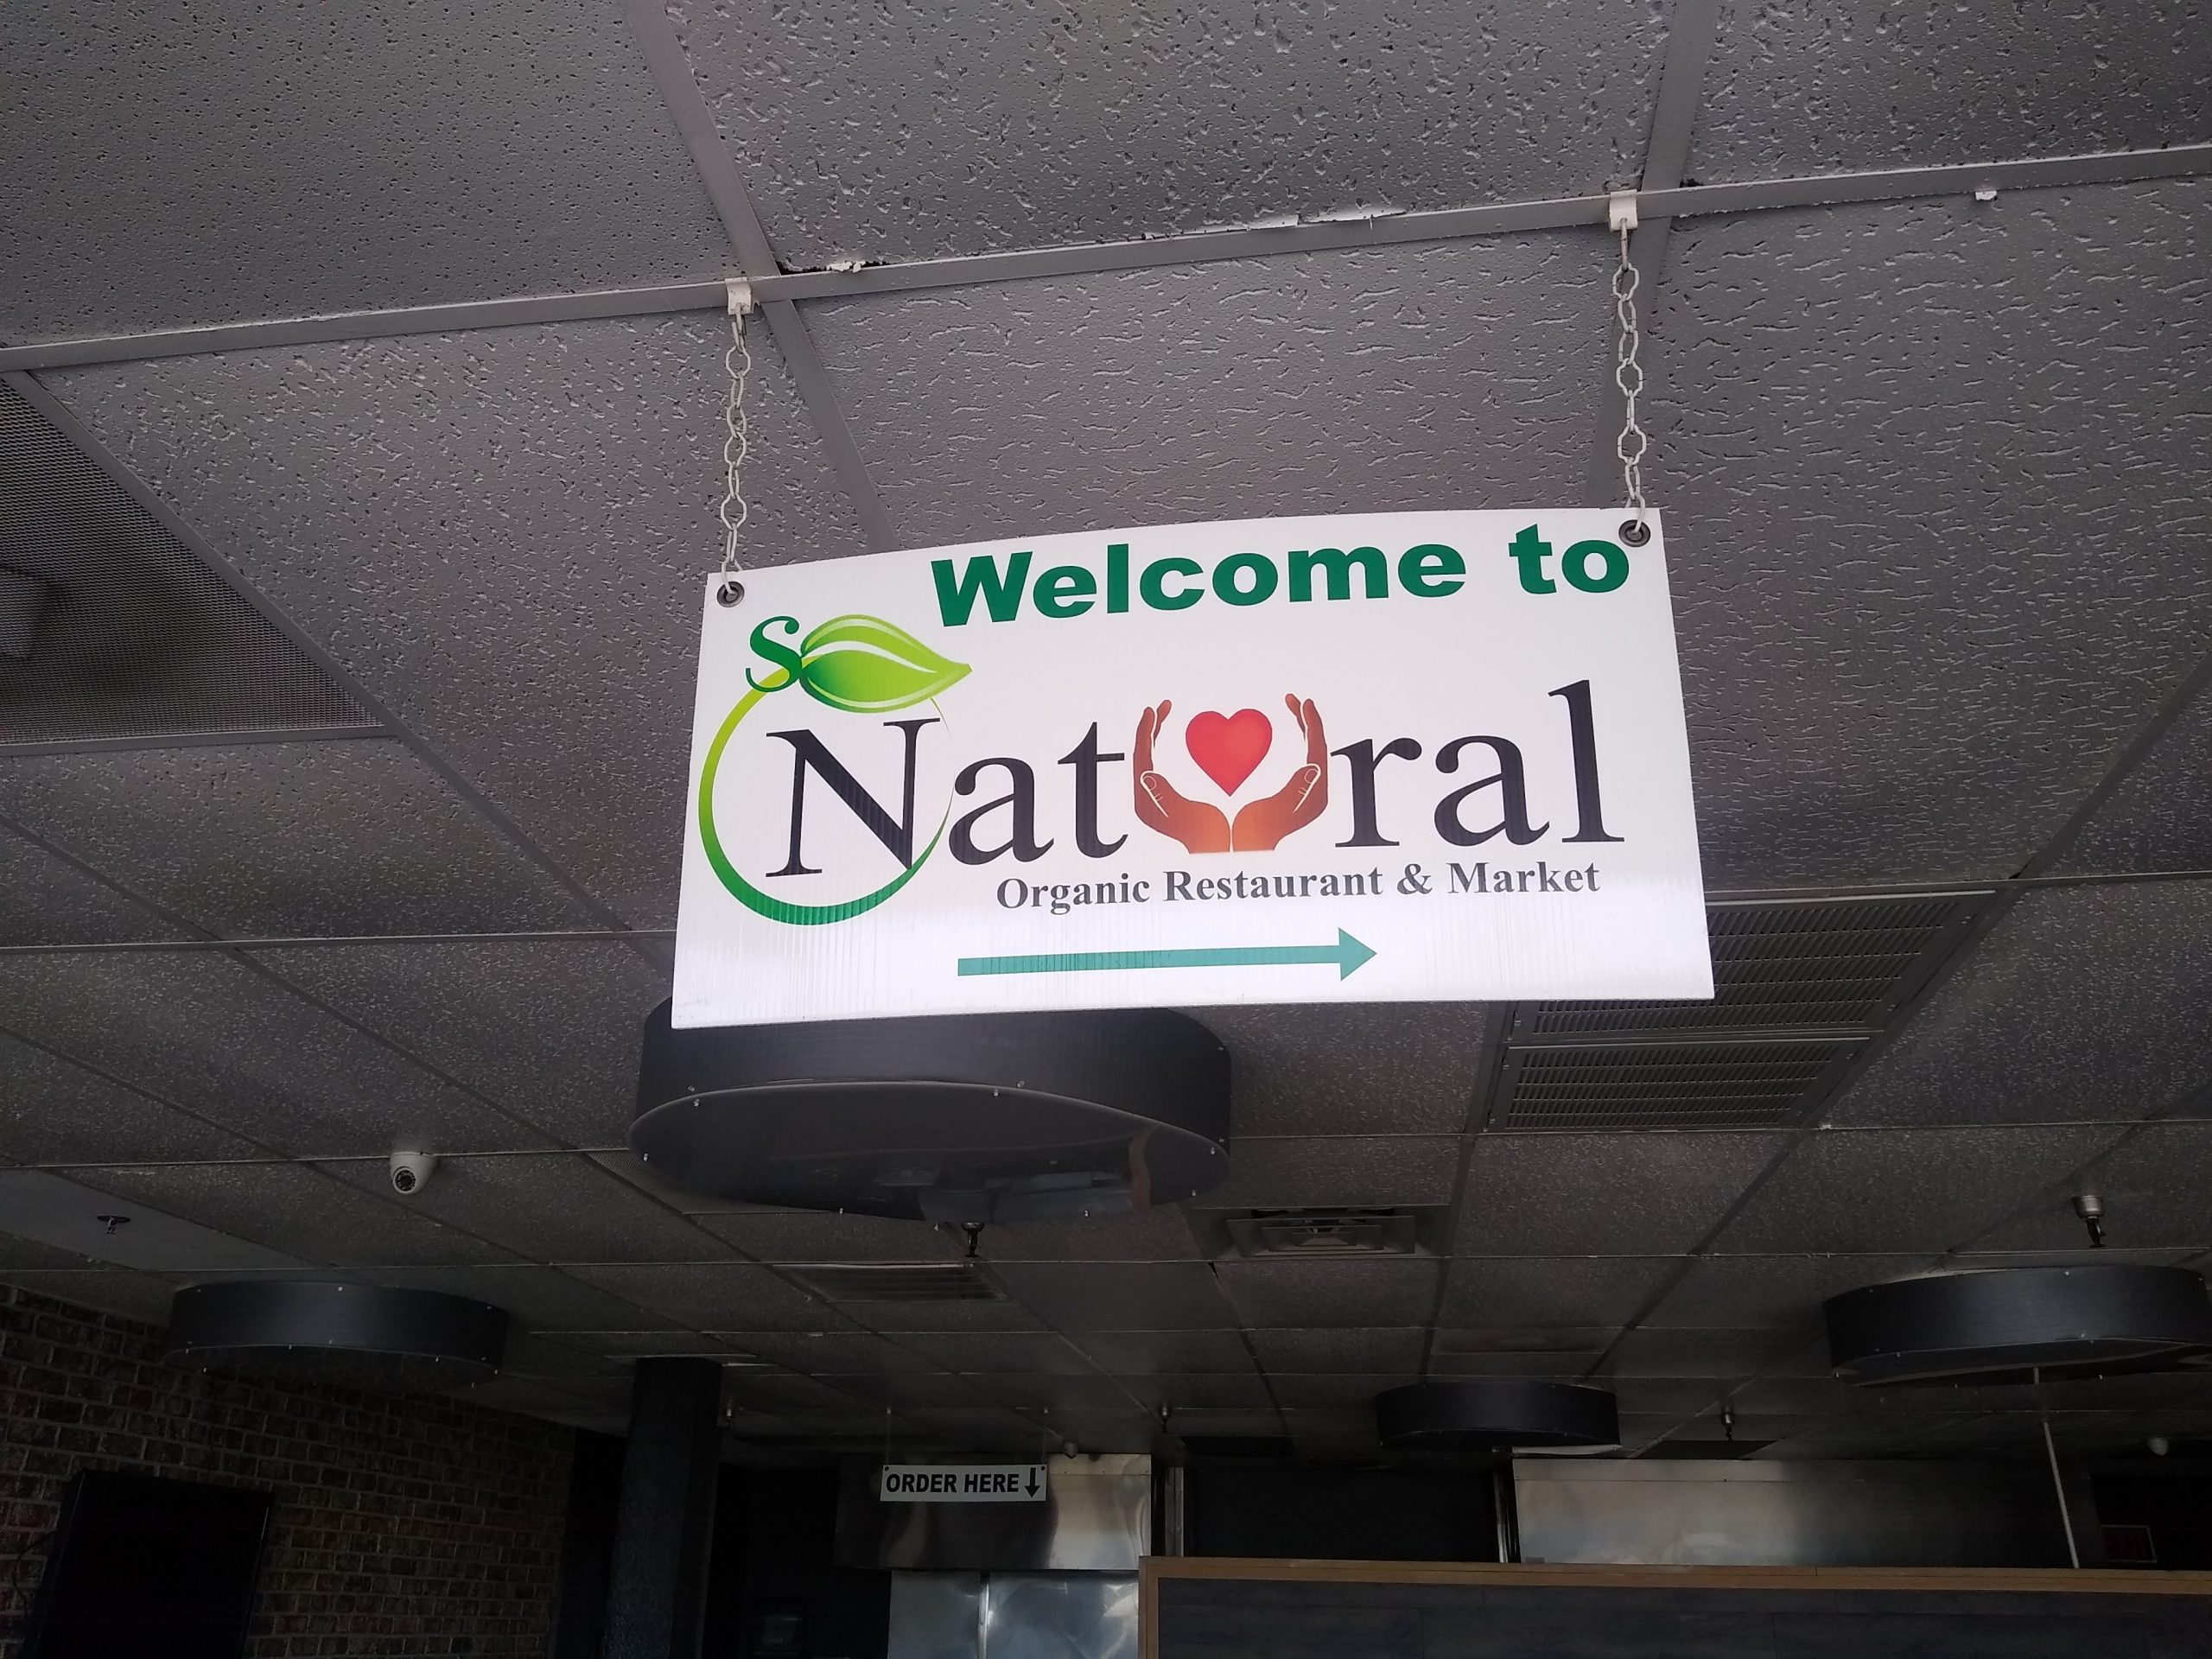 Welcome to
So
Natural
Organic Restaurant & Market
ORDER HERE